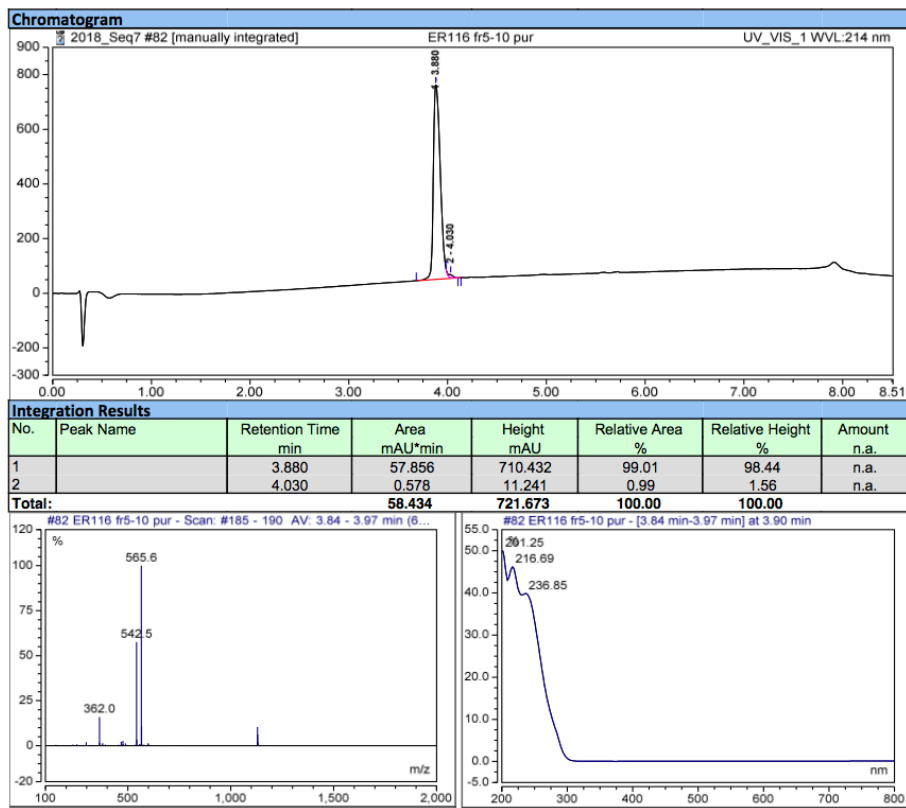 Chromatogram
2018_Seq7 #82 [manually integrated] ER116 fr5-10 pur UV_VIS_1 WVL:214 nm
900
800
600
400
200
0
-200
-300
3.880
2 - 4.030
0.00 1.00 2.00 3.00 4.00 5.00 6.00 7.00 8.00 8.51
Integration Results
No. Peak Name Retention Time Area Height Relative Area Relative Height Amount
min mAU*min mAU % % n.a.
1 3.880 57.856 710.432 99.01 98.44 n.a.
2 4.030 0.578 11.241 0.99 1.56 n.a.
Total: 58.434 721.673 100.00 100.00
#82 ER116 fr5-10 pur - Scan: #185 - 190 AV: 3.84 - 3.97 min (6...
120
%
100
75
50
25
0
-20
565.6
542.5
362.0
m/z
100 500 1,000 1,500 2,000
#82 ER116 fr5-10 pur - [3.84 min-3.97 min] at 3.90 min
55.0
50.0
40.0
30.0
20.0
10.0
0.0
-5.0
%
201.25
216.69
236.85
nm
200 300 400 500 600 700 800